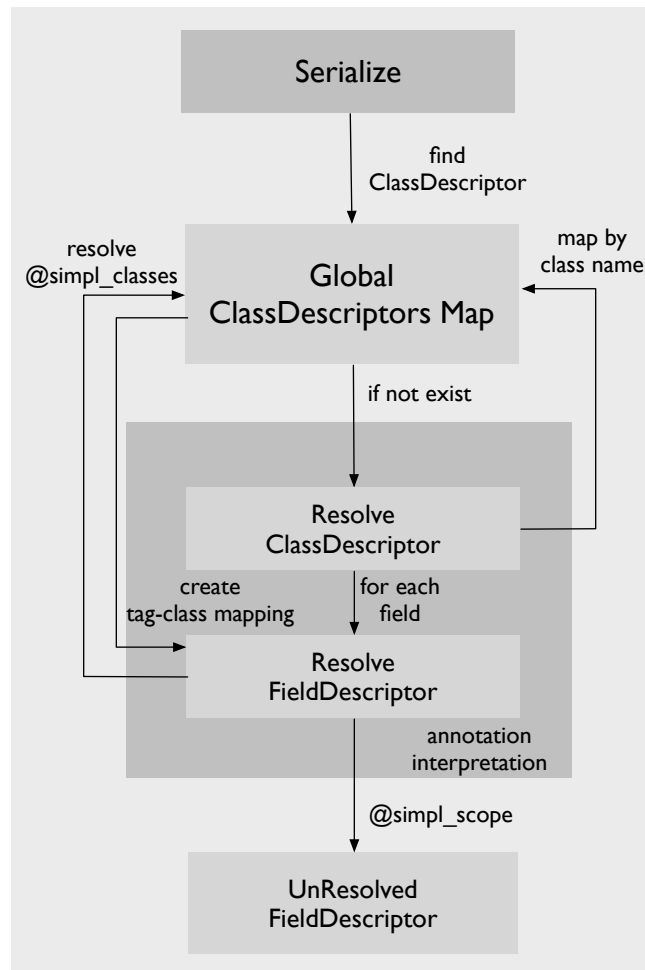 Serialize
find
ClassDescriptor
resolve
@simpl_classes
map by
class name
Global
ClassDescriptors Map
if not exist
Resolve
ClassDescriptor
create
tag-class mapping
for each
field
Resolve
FieldDescriptor
annotation
interpretation
@simpl_scope
UnResolved
FieldDescriptor